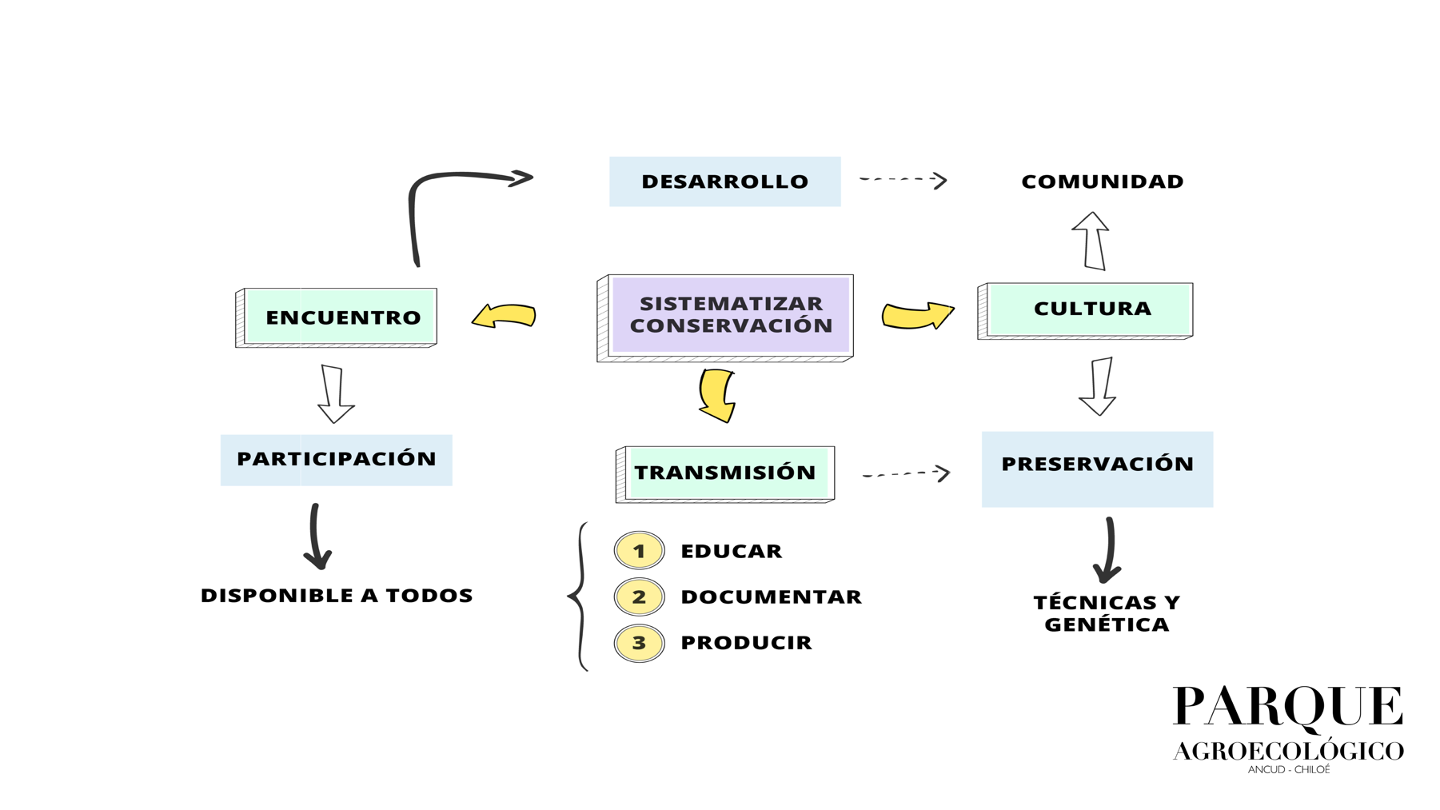 DESARROLLO
COMUNIDAD
ENCUENTRO
SISTEMATIZAR
CONSERVACIÓN
CULTURA
PARTICIPACIÓN
TRANSMISIÓN
PRESERVACIÓN
DISPONIBLE A TODOS
1 EDUCAR
2 DOCUMENTAR
3 PRODUCIR
TÉCNICAS Y
GENÉTICA
PARQUE
AGROECOLÓGICO
ANCUD - CHILOÉ